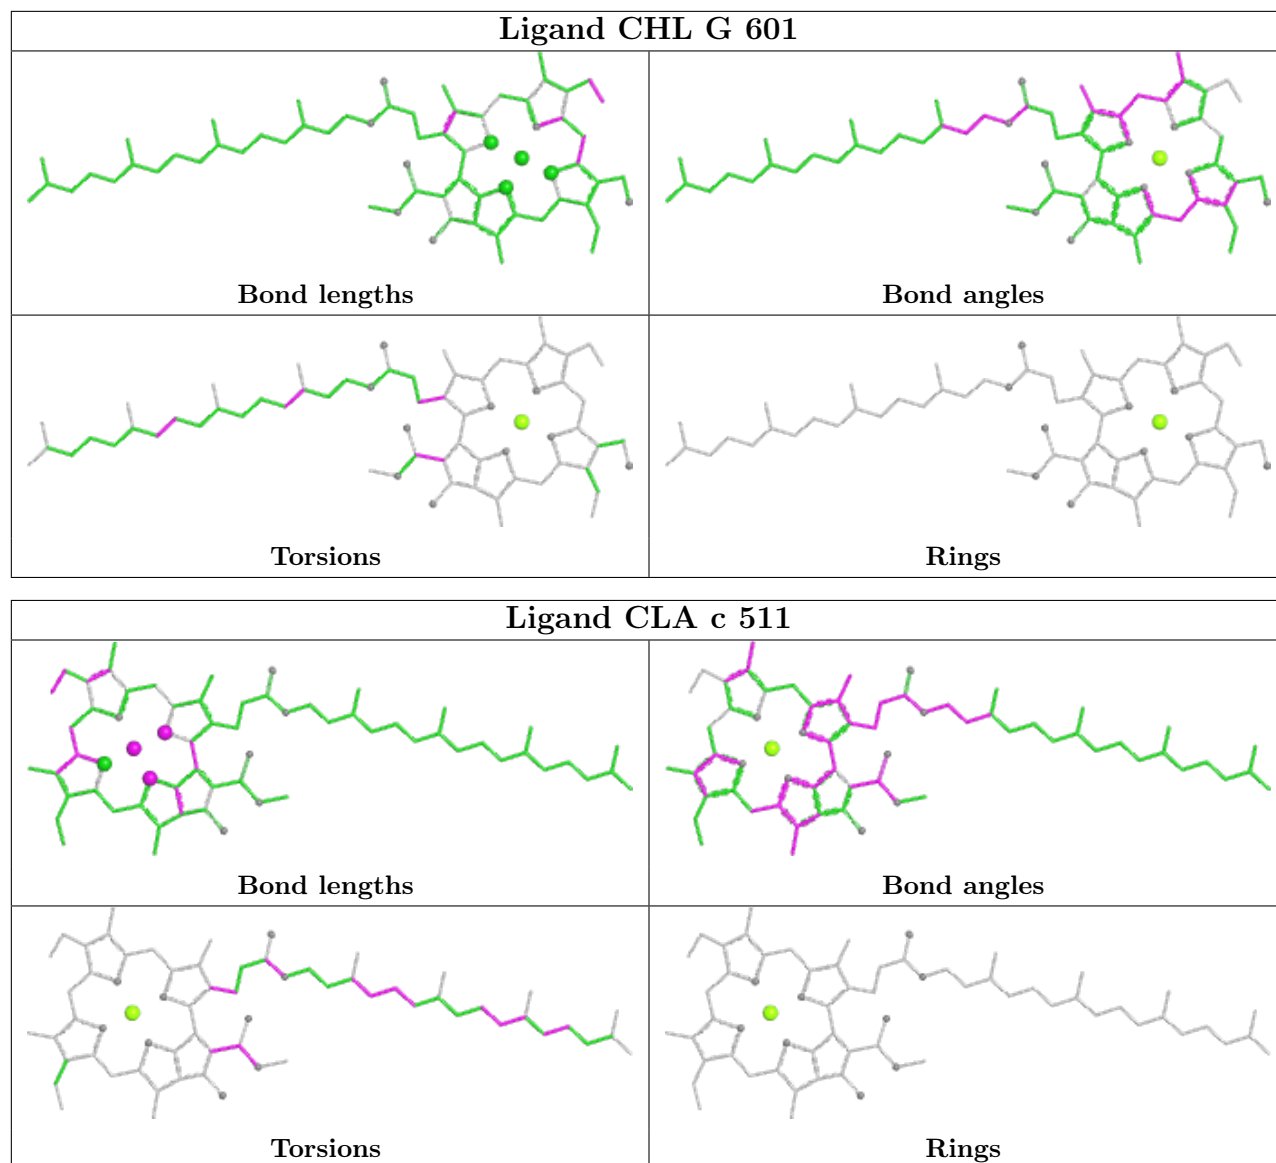 Ligand CHL G 601
Bond lengths
Bond angles
Torsions
Rings
Ligand CLA c 511
Bond lengths
Bond angles
Torsions
Rings